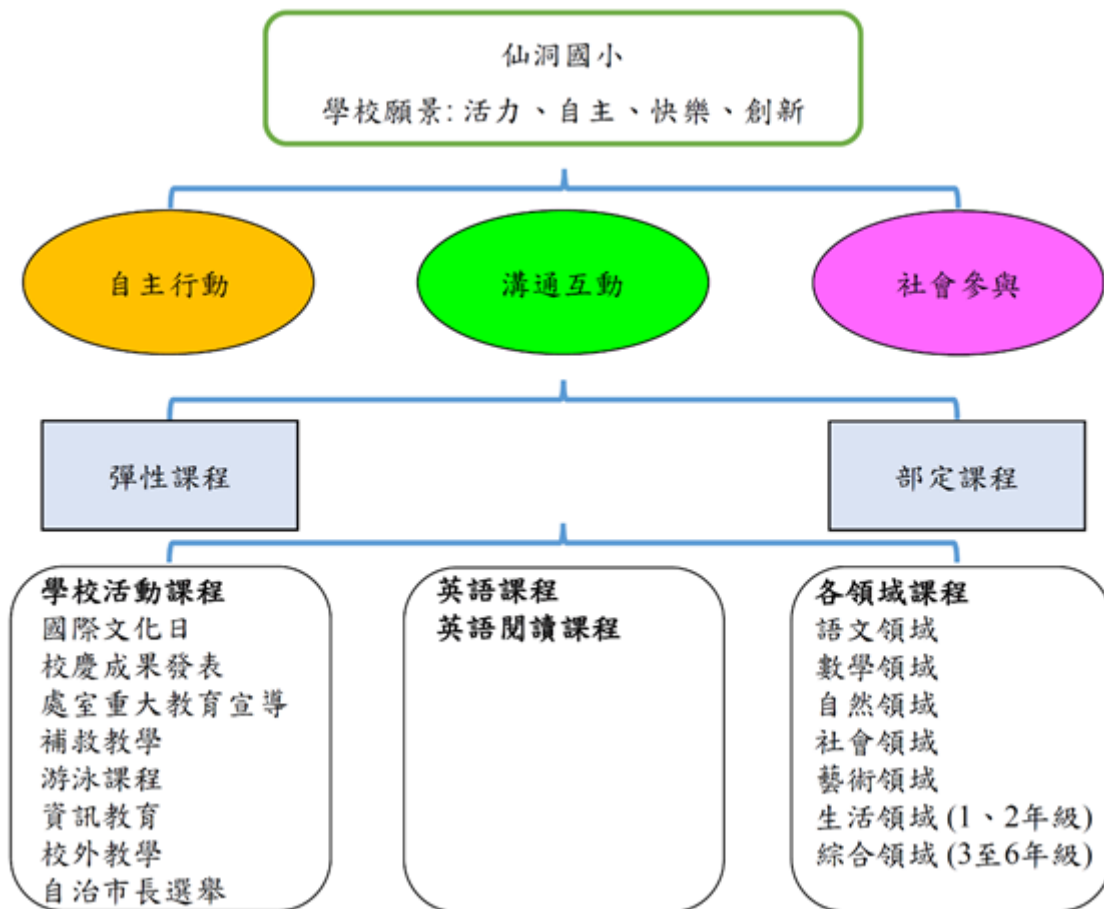 仙洞國小
學校願景: 活力、自主、快樂、創新
自主行動
溝通互動
社會參與
彈性課程
部定課程
學校活動課程
國際文化日
校慶成果發表
處室重大教育宣導
補救教學
游泳課程
資訊教育
校外教學
自治市長選舉
英語課程
英語閱讀課程
各領域課程
語文領域
數學領域
自然領域
社會領域
藝術領域
生活領域 (1、2年級)
綜合領域 (3至6年級)